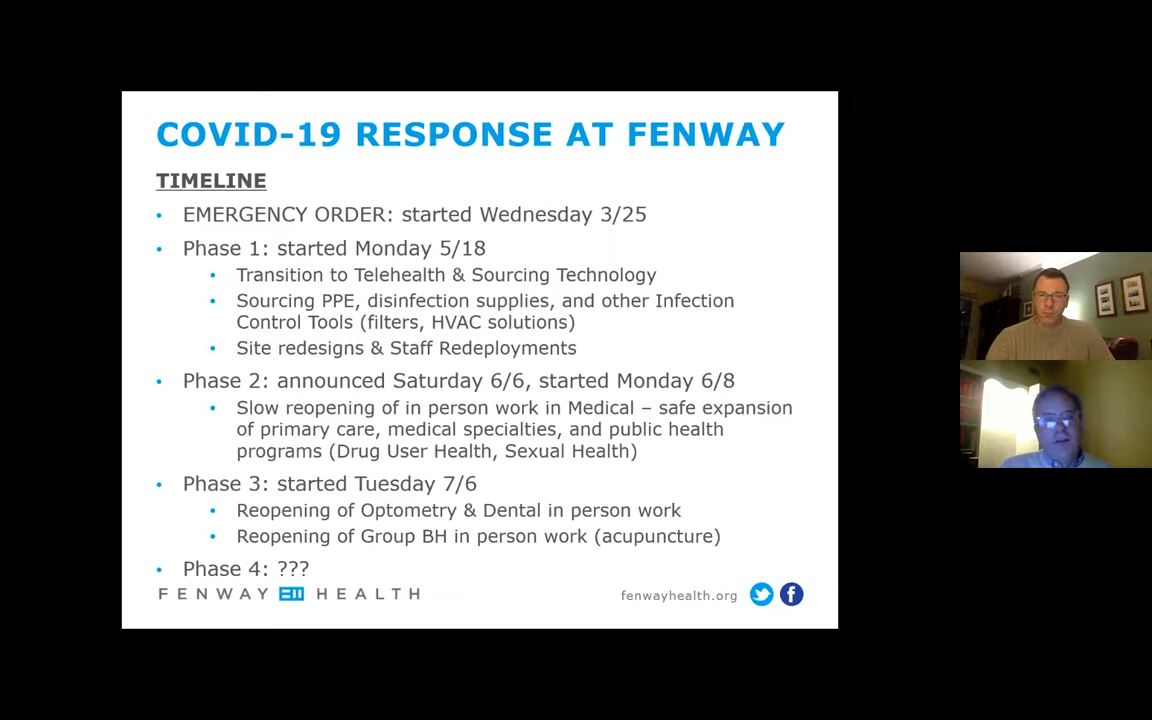 COVID-19 RESPONSE AT FENWAY
TIMELINE
• EMERGENCY ORDER: started Wednesday 3/25
• Phase 1: started Monday 5/18
• Transition to Telehealth & Sourcing Technology
• Sourcing PPE, disinfection supplies, and other Infection
Control Tools (filters, HVAC solutions)
• Site redesigns & Staff Redeployments
• Phase 2: announced Saturday 6/6, started Monday 6/8
• Slow reopening of in person work in Medical – safe expansion
of primary care, medical specialties, and public health
programs (Drug User Health, Sexual Health)
• Phase 3: started Tuesday 7/6
• Reopening of Optometry & Dental in person work
• Reopening of Group BH in person work (acupuncture)
• Phase 4: ???
FENWAY HEALTH
fenwayhealth.org